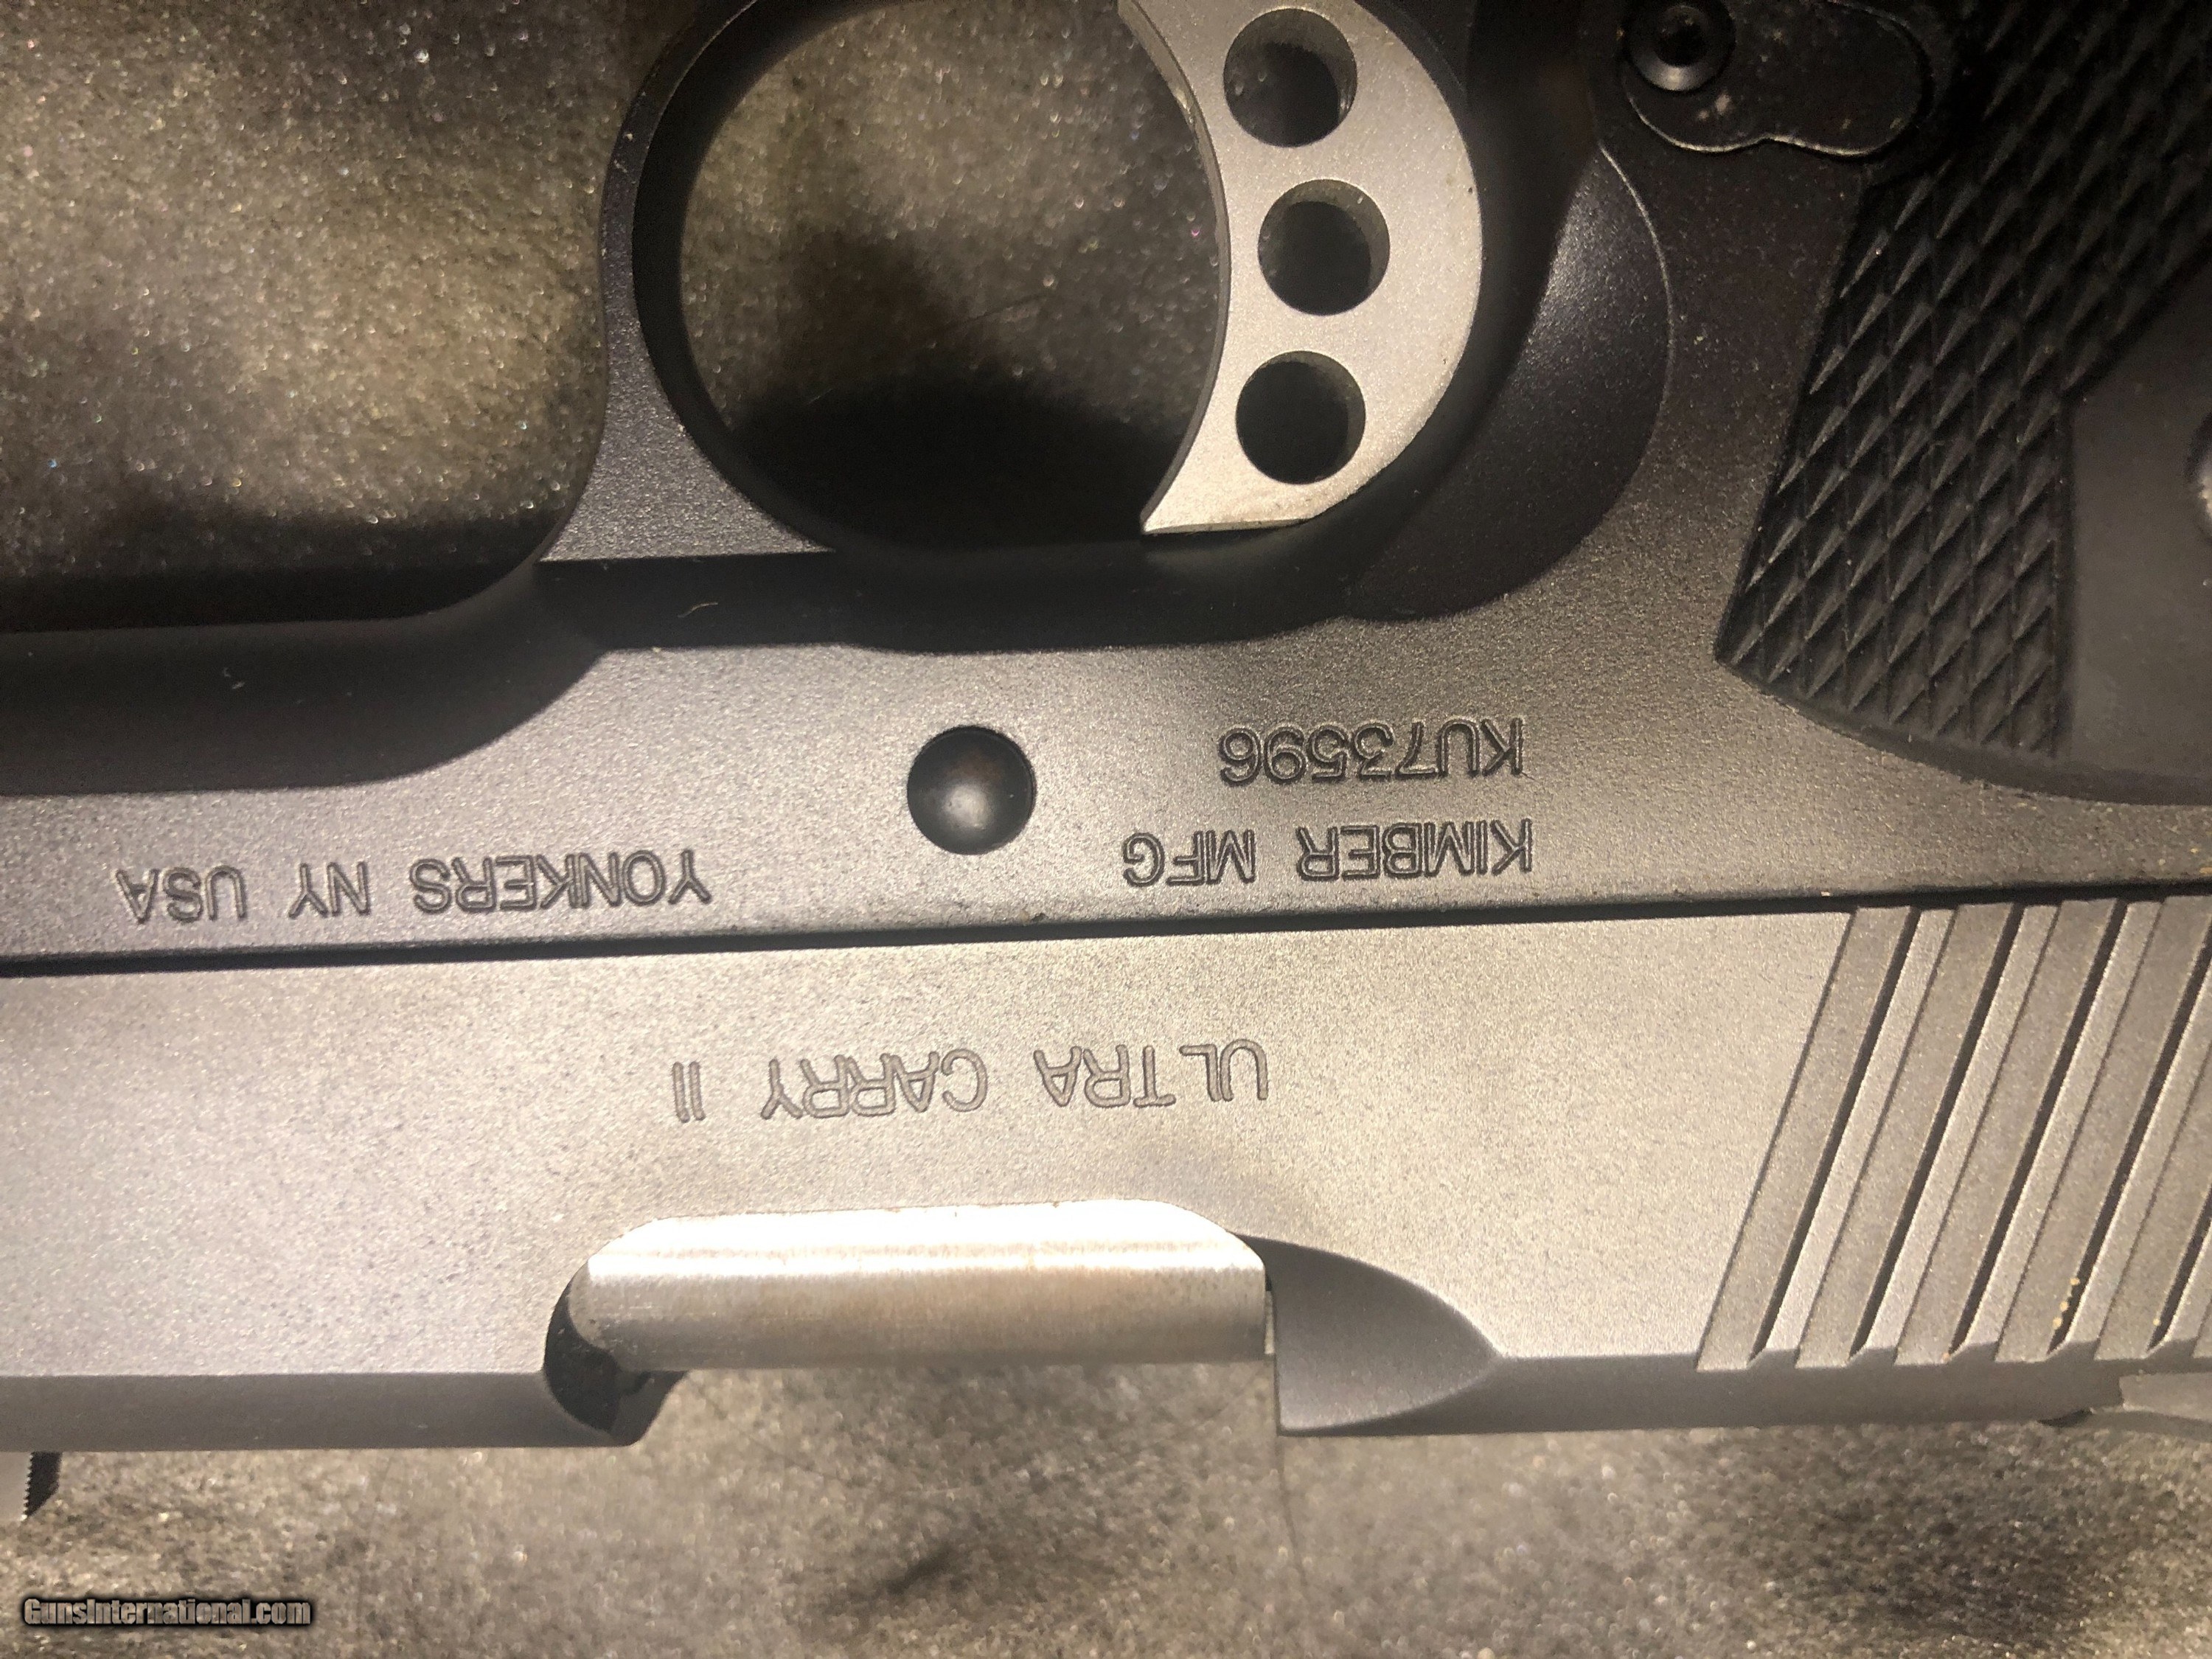 ULTRA CARRY II
KIMBER MFG
YONKERS NY USA
KU73596
GunsInternational.com